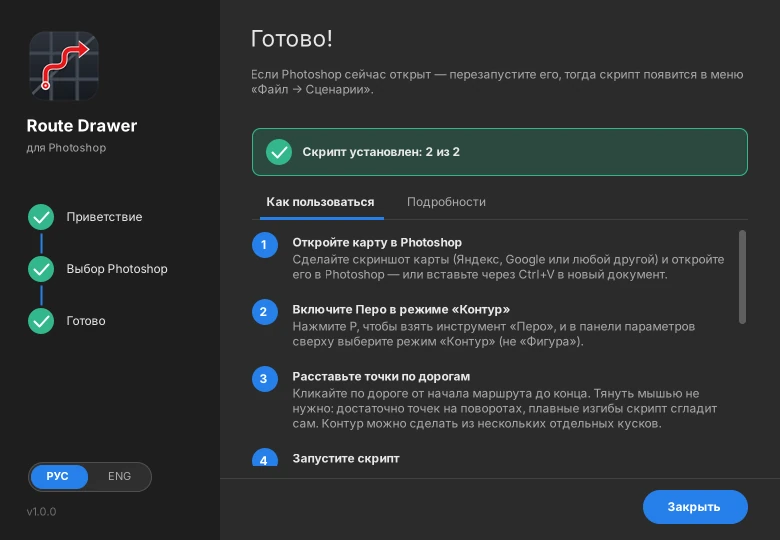 Route Drawer
для Photoshop
Приветствие
Выбор Photoshop
Готово
РУС ENG
v1.0.0
Готово!
Если Photoshop сейчас открыт — перезапустите его, тогда скрипт появится в меню
«Файл → Сценарии».
Скрипт установлен: 2 из 2
Как пользоваться Подробности
1 Откройте карту в Photoshop
Сделайте скриншот карты (Яндекс, Google или любой другой) и откройте
его в Photoshop — или вставьте через Ctrl+V в новый документ.
2 Включите Перо в режиме «Контур»
Нажмите P, чтобы взять инструмент «Перо», и в панели параметров
сверху выберите режим «Контур» (не «Фигура»).
3 Расставьте точки по дорогам
Кликайте по дороге от начала маршрута до конца. Тянуть мышью не
нужно: достаточно точек на поворотах, плавные изгибы скрипт сгладит
сам. Контур можно сделать из нескольких отдельных кусков.
4 Запустите скрипт
Закрыть